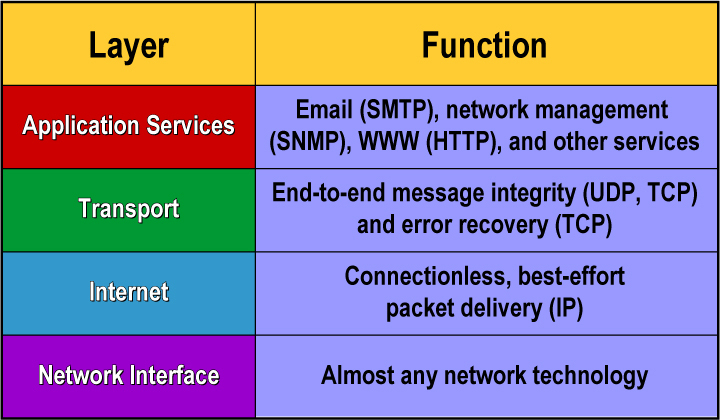 Layer
Function
Application Services
Email (SMTP), network management
(SNMP), WWW (HTTP), and other services
Transport
End-to-end message integrity (UDP, TCP)
and error recovery (TCP)
Internet
Connectionless, best-effort
packet delivery (IP)
Network Interface
Almost any network technology